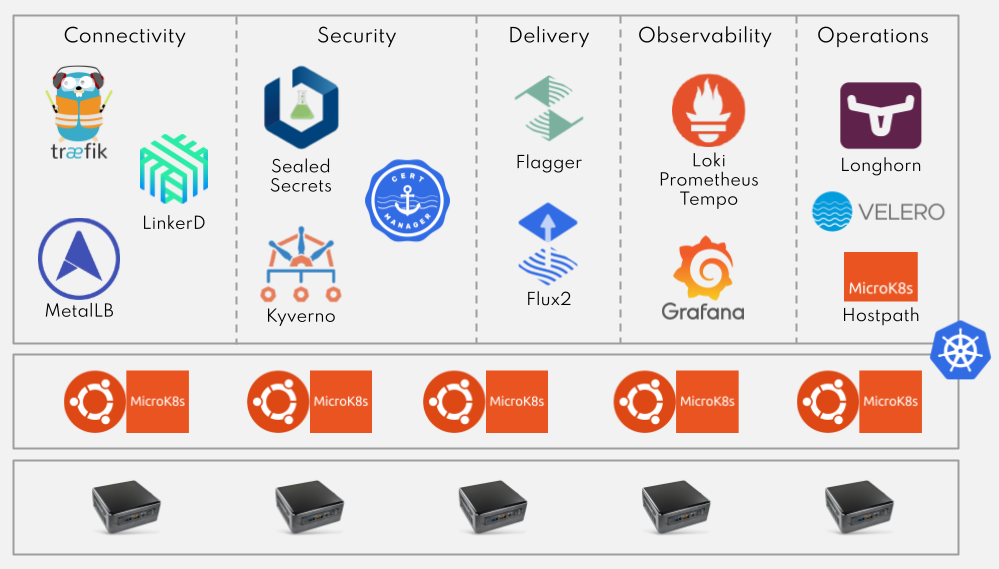 Connectivity
Security
Delivery
Observability
Operations
træfik
LinkerD
MetalLB
Sealed
Secrets
CERT
MANAGER
Kyverno
Flagger
Flux2
Loki
Prometheus
Tempo
Grafana
Longhorn
VELERO
MicroK8s
Hostpath
MicroK8s
MicroK8s
MicroK8s
MicroK8s
MicroK8s